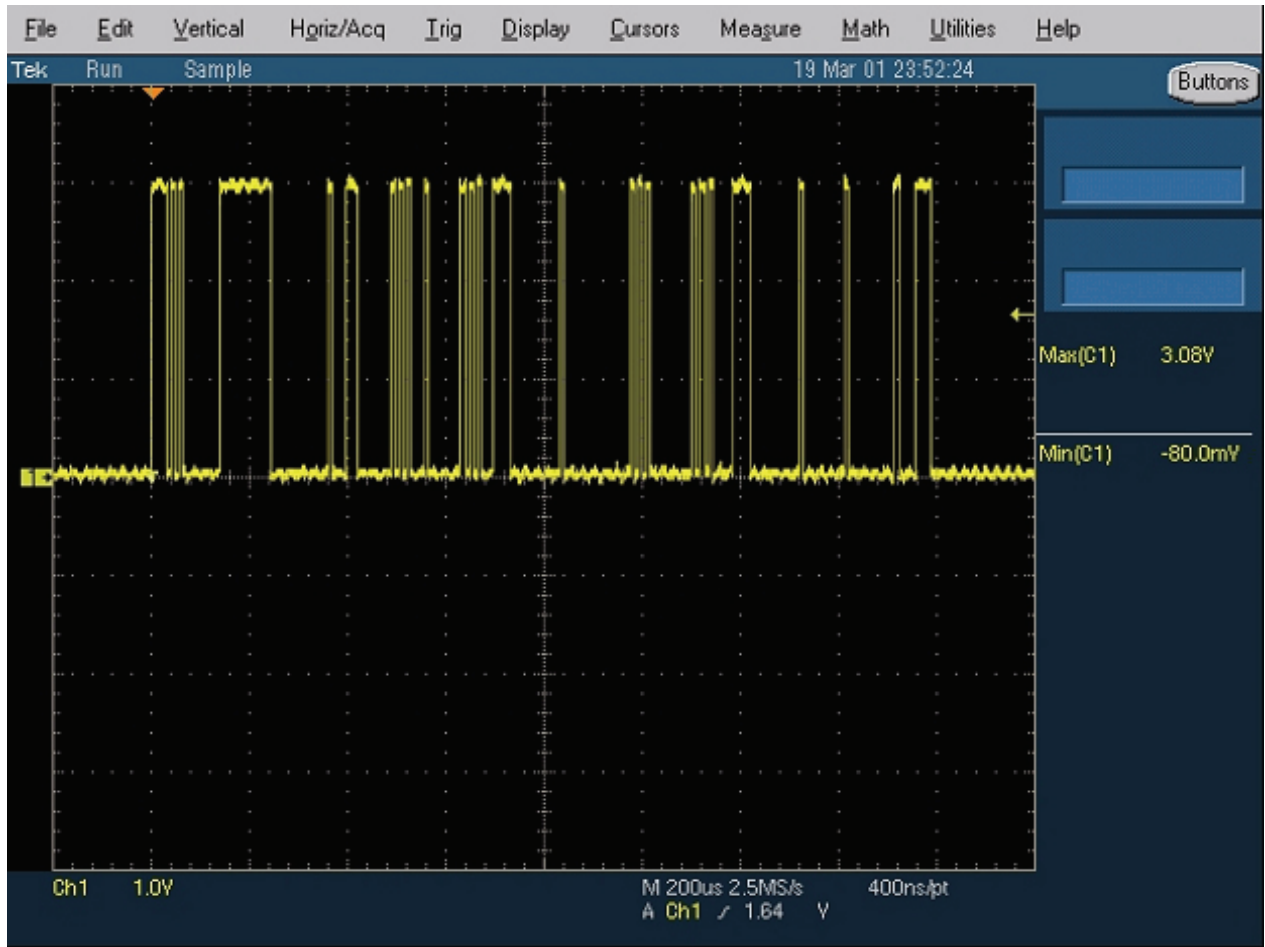 File Edit Vertical Horiz/Acq Trig Display Cursors Measure Math Utilities Help
Tek Run Sample 19 Mar 01 23:52:24
Buttons
1
Max(C1) 3.08V
Min(C1) -80.0mV
Ch1 1.0V M 200us 2.5MS/s 400ns/pt
A Ch1 / 1.64 V